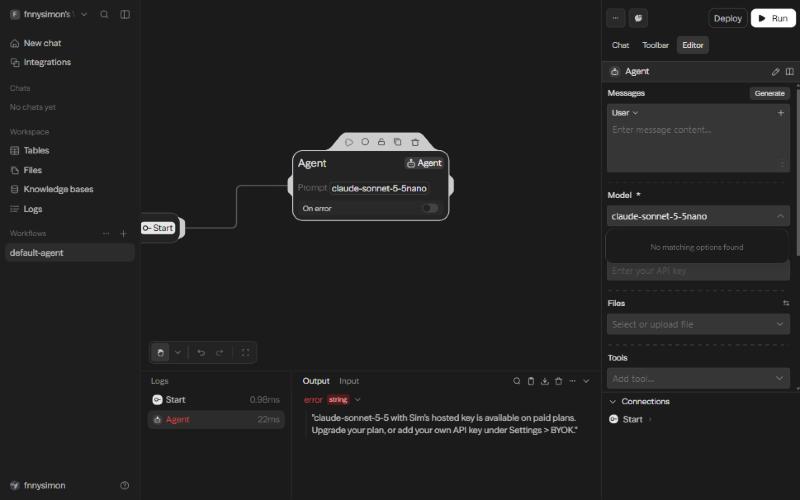 F fnnysimon's
New chat
Integrations
Chats
No chats yet
Workspace
Tables
Files
Knowledge bases
Logs
Workflows
default-agent
fnnysimon
Start
Agent
Agent
Prompt claude-sonnet-5-5nano
On error
Logs
Start 0.98ms
Agent 22ms
Output Input
error string
"claude-sonnet-5-5 with Sim's hosted key is available on paid plans.
Upgrade your plan, or add your own API key under Settings > BYOK."
Deploy Run
Chat Toolbar Editor
Agent
Messages Generate
User
Enter message content...
Model *
claude-sonnet-5-5nano
No matching options found
Enter your API key
Files
Select or upload file
Tools
Add tool...
Connections
Start